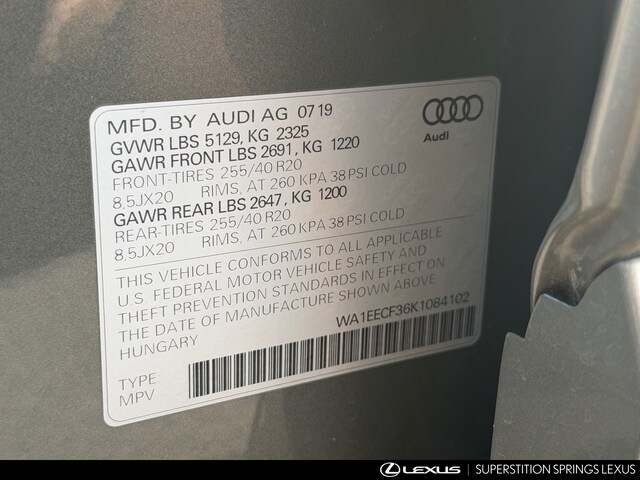 MFD. BY AUDI AG 07 19
GVWR LBS 5129, KG 2325
GAWR FRONT LBS 2691, KG 1220
FRONT-TIRES 255/40 R20
8,5JX20 RIMS, AT 260 KPA 38 PSI COLD
GAWR REAR LBS 2647, KG 1200
REAR-TIRES 255/40 R20
8,5JX20 RIMS, AT 260 KPA 38 PSI COLD
Audi
THIS VEHICLE CONFORMS TO ALL APPLICABLE
U S FEDERAL MOTOR VEHICLE SAFETY AND
THEFT PREVENTION STANDARDS IN EFFECT ON
THE DATE OF MANUFACTURE SHOWN ABOVE
HUNGARY
WA1EECF36K1084102
TYPE:
MPV
LEXUS | SUPERSTITION SPRINGS LEXUS